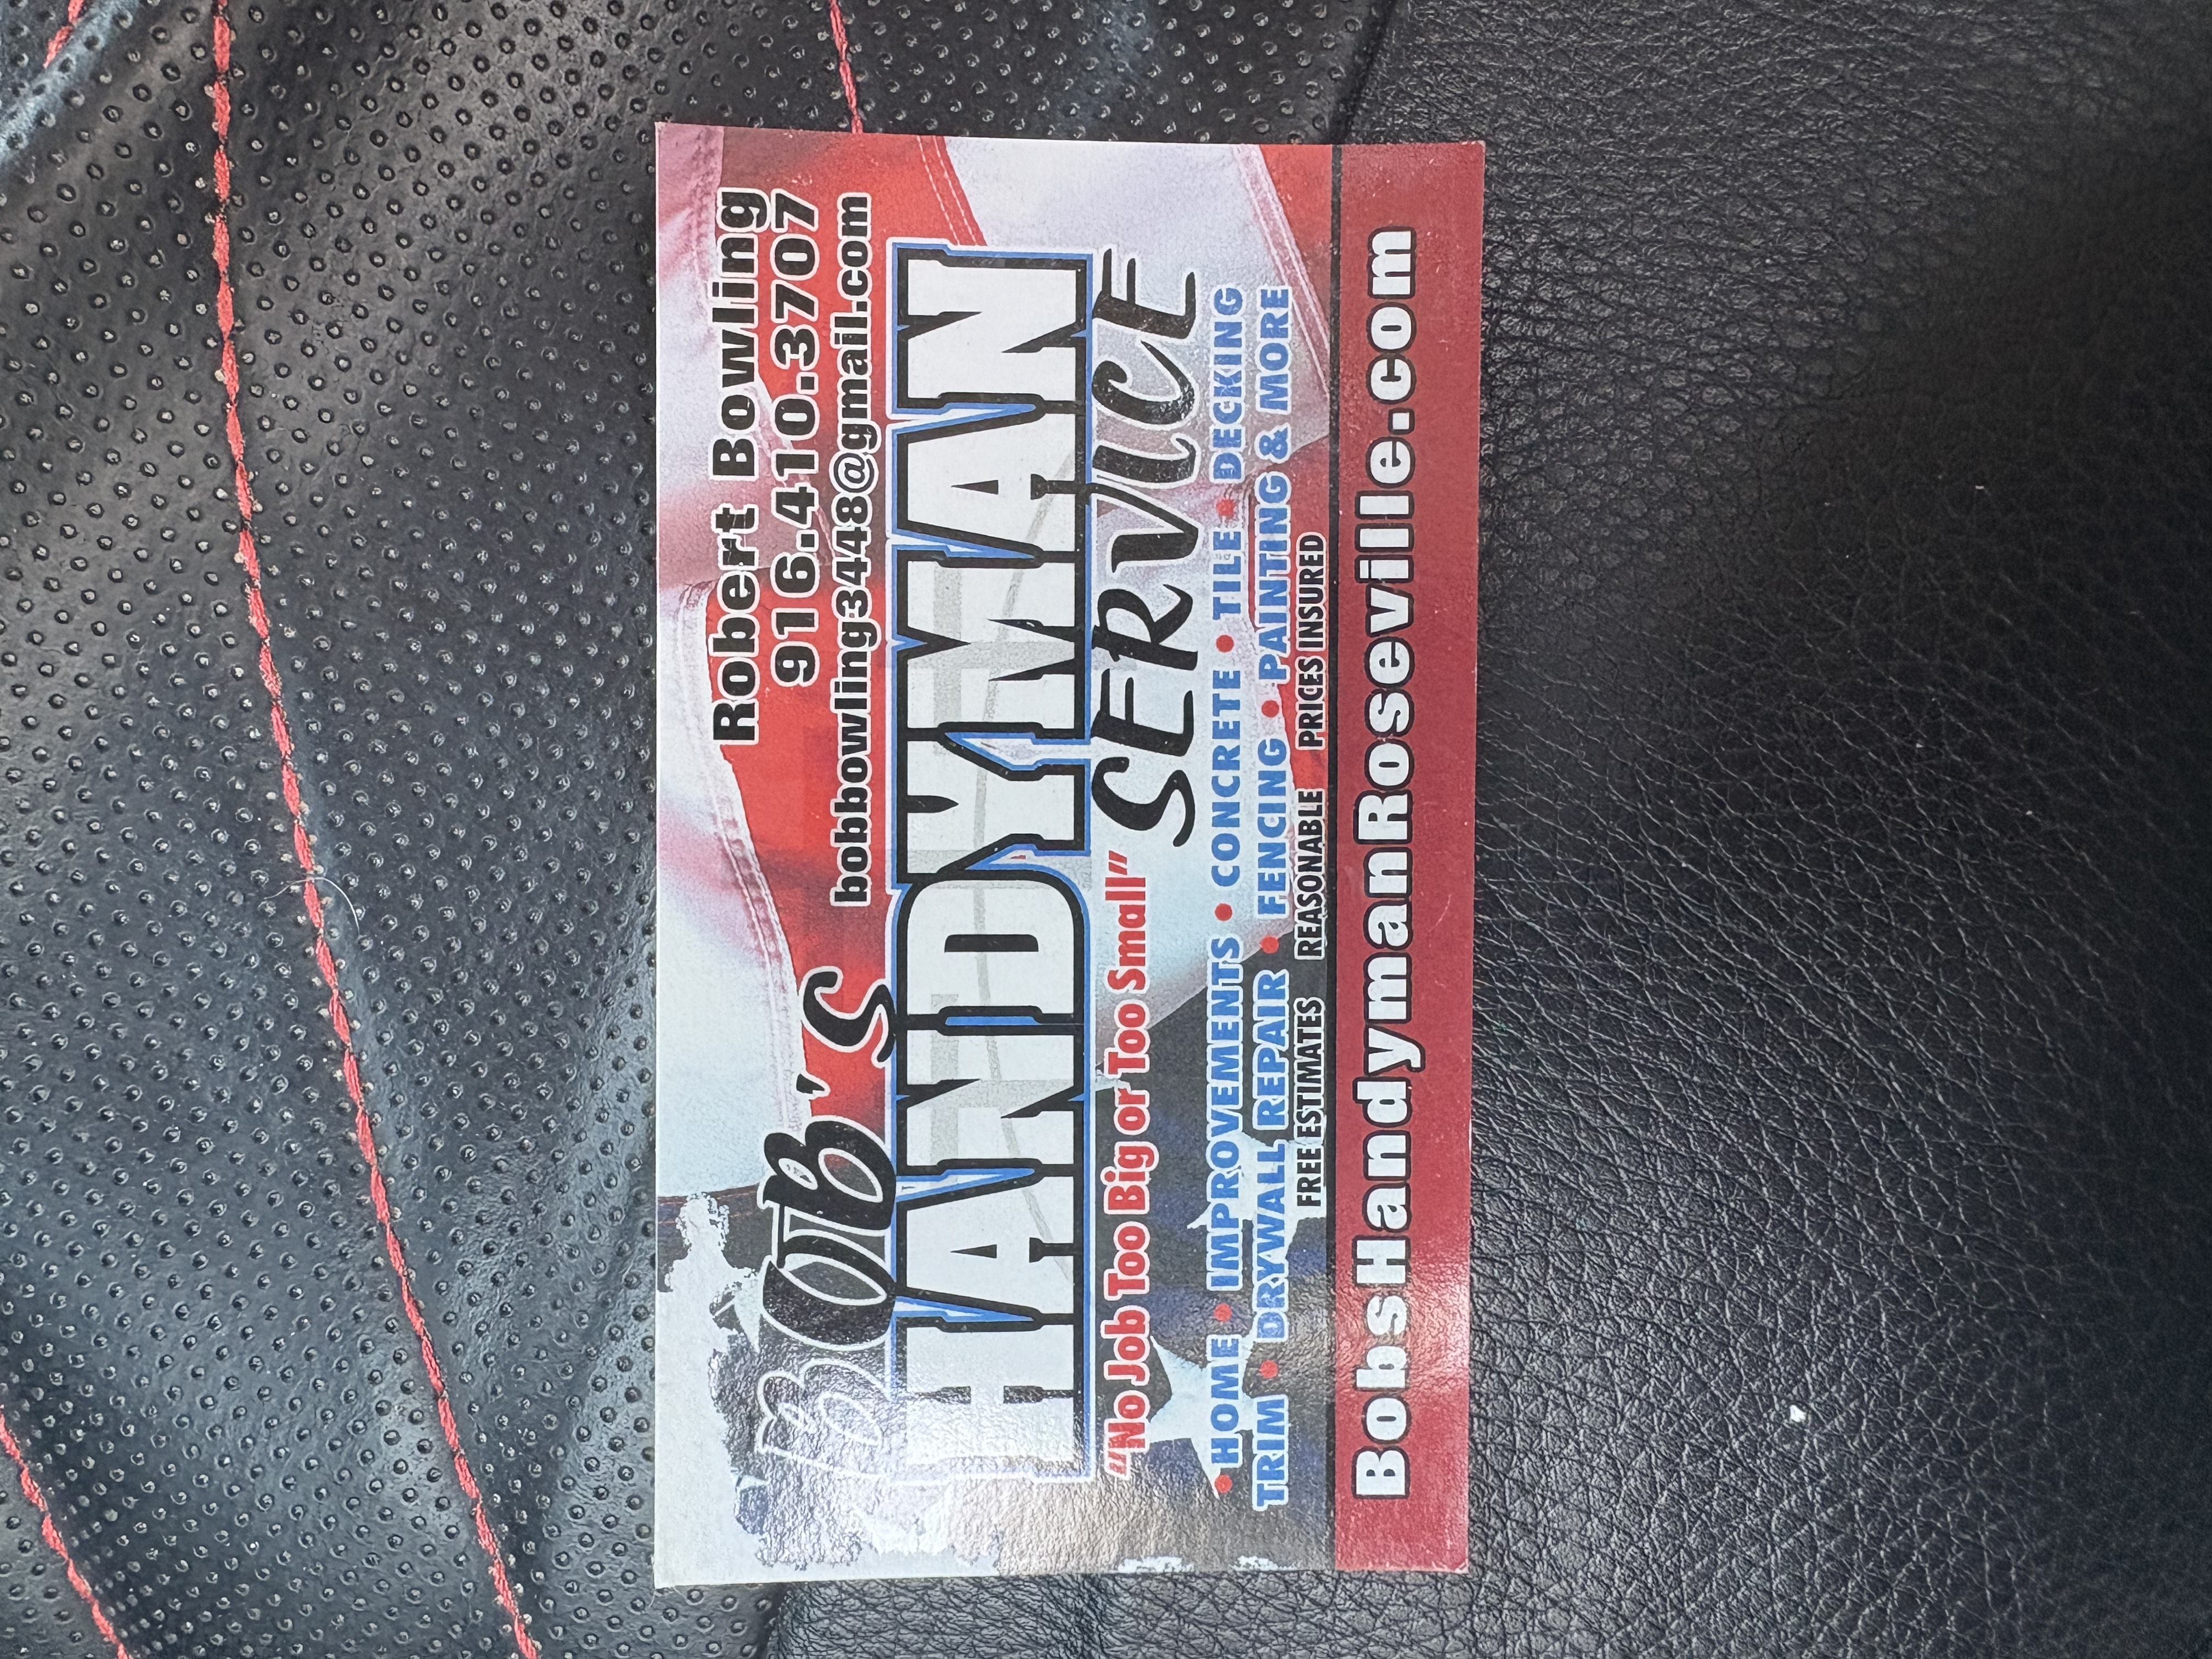 Robert Bowling
916.410.3707
bobbowling3448@gmail.com
BOB'S
HANDYMAN
SERVICE
"No Job Too Big or Too Small"
• HOME • IMPROVEMENTS • CONCRETE • TILE • DECKING
TRIM • DRYWALL REPAIR • FENCING • PAINTING & MORE
FREE ESTIMATES REASONABLE PRICES INSURED
BobsHandymanRoseville.com